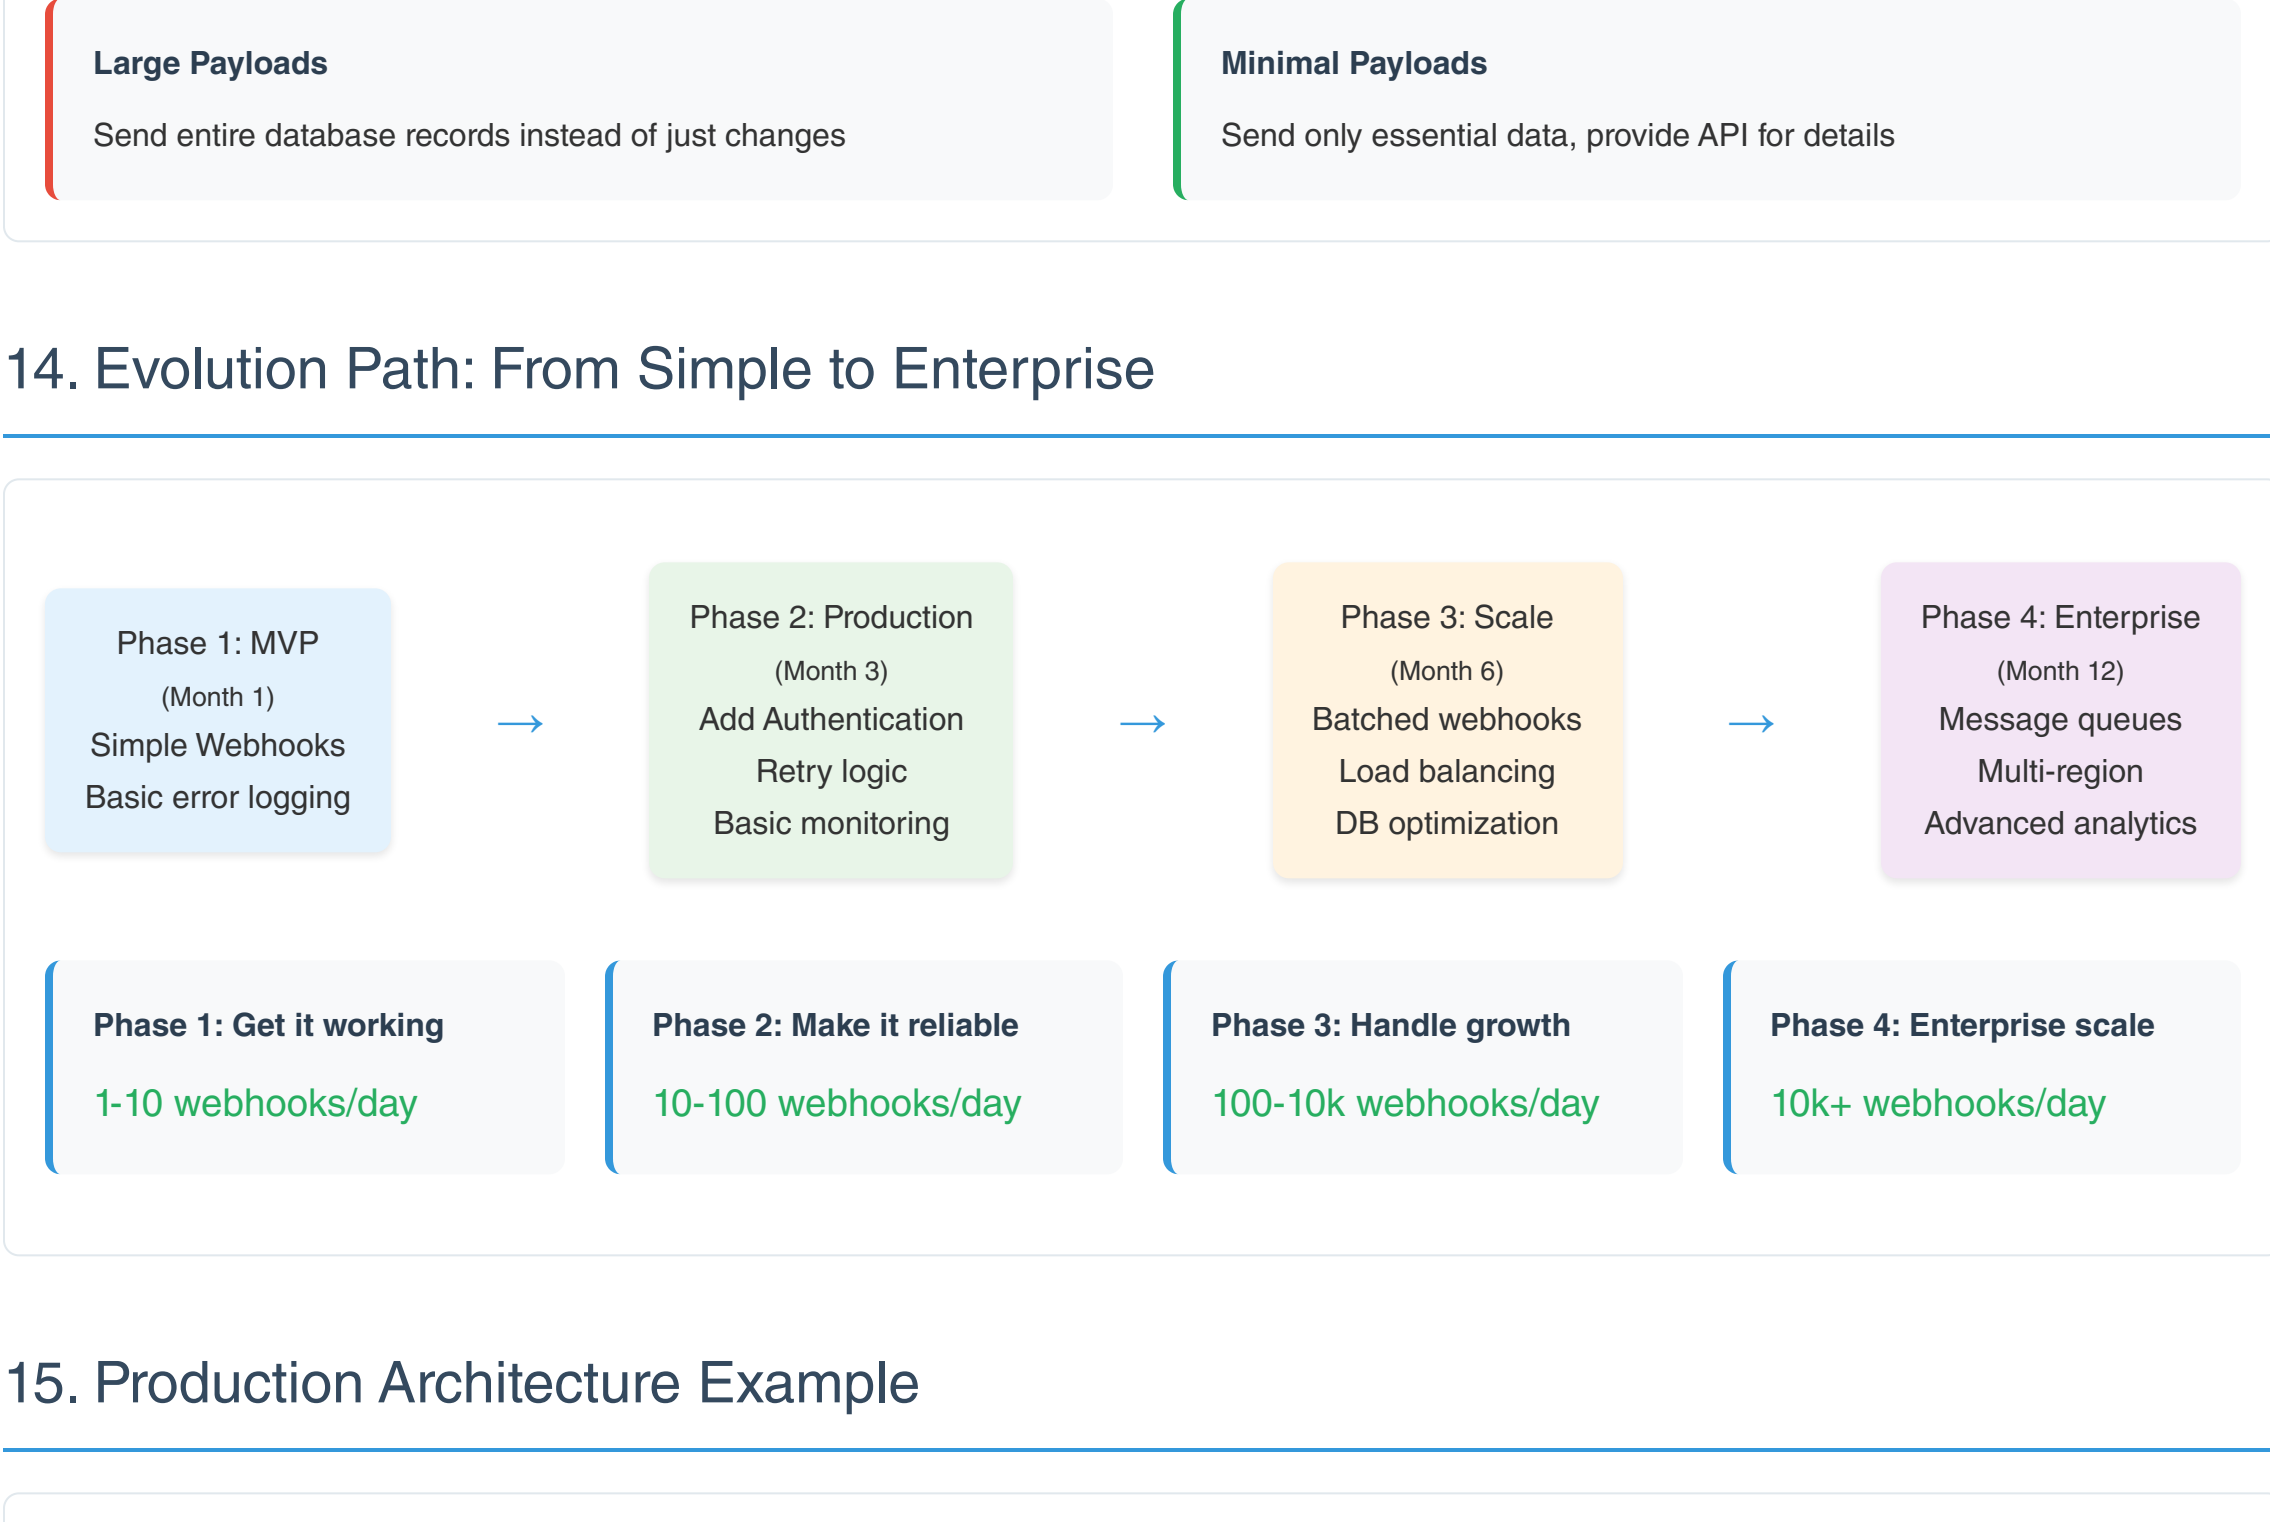 Large Payloads
Send entire database records instead of just changes
Minimal Payloads
Send only essential data, provide API for details
14. Evolution Path: From Simple to Enterprise
Phase 1: MVP
(Month 1)
Simple Webhooks
Basic error logging
→
Phase 2: Production
(Month 3)
Add Authentication
Retry logic
Basic monitoring
→
Phase 3: Scale
(Month 6)
Batched webhooks
Load balancing
DB optimization
→
Phase 4: Enterprise
(Month 12)
Message queues
Multi-region
Advanced analytics
Phase 1: Get it working
1-10 webhooks/day
Phase 2: Make it reliable
10-100 webhooks/day
Phase 3: Handle growth
100-10k webhooks/day
Phase 4: Enterprise scale
10k+ webhooks/day
15. Production Architecture Example